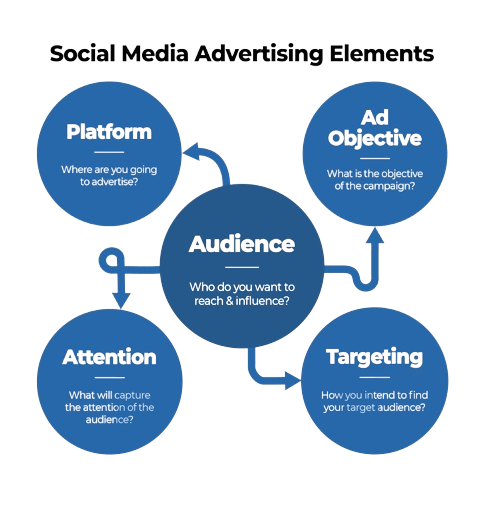 Social Media Advertising Elements
Platform
Where are you going
to advertise?
Ad
Objective
What is the objective
of the campaign?
Audience
Who do you want to
reach & influence?
Attention
What will capture
the attention of the
audience?
Targeting
How you intend to find
your target audience?